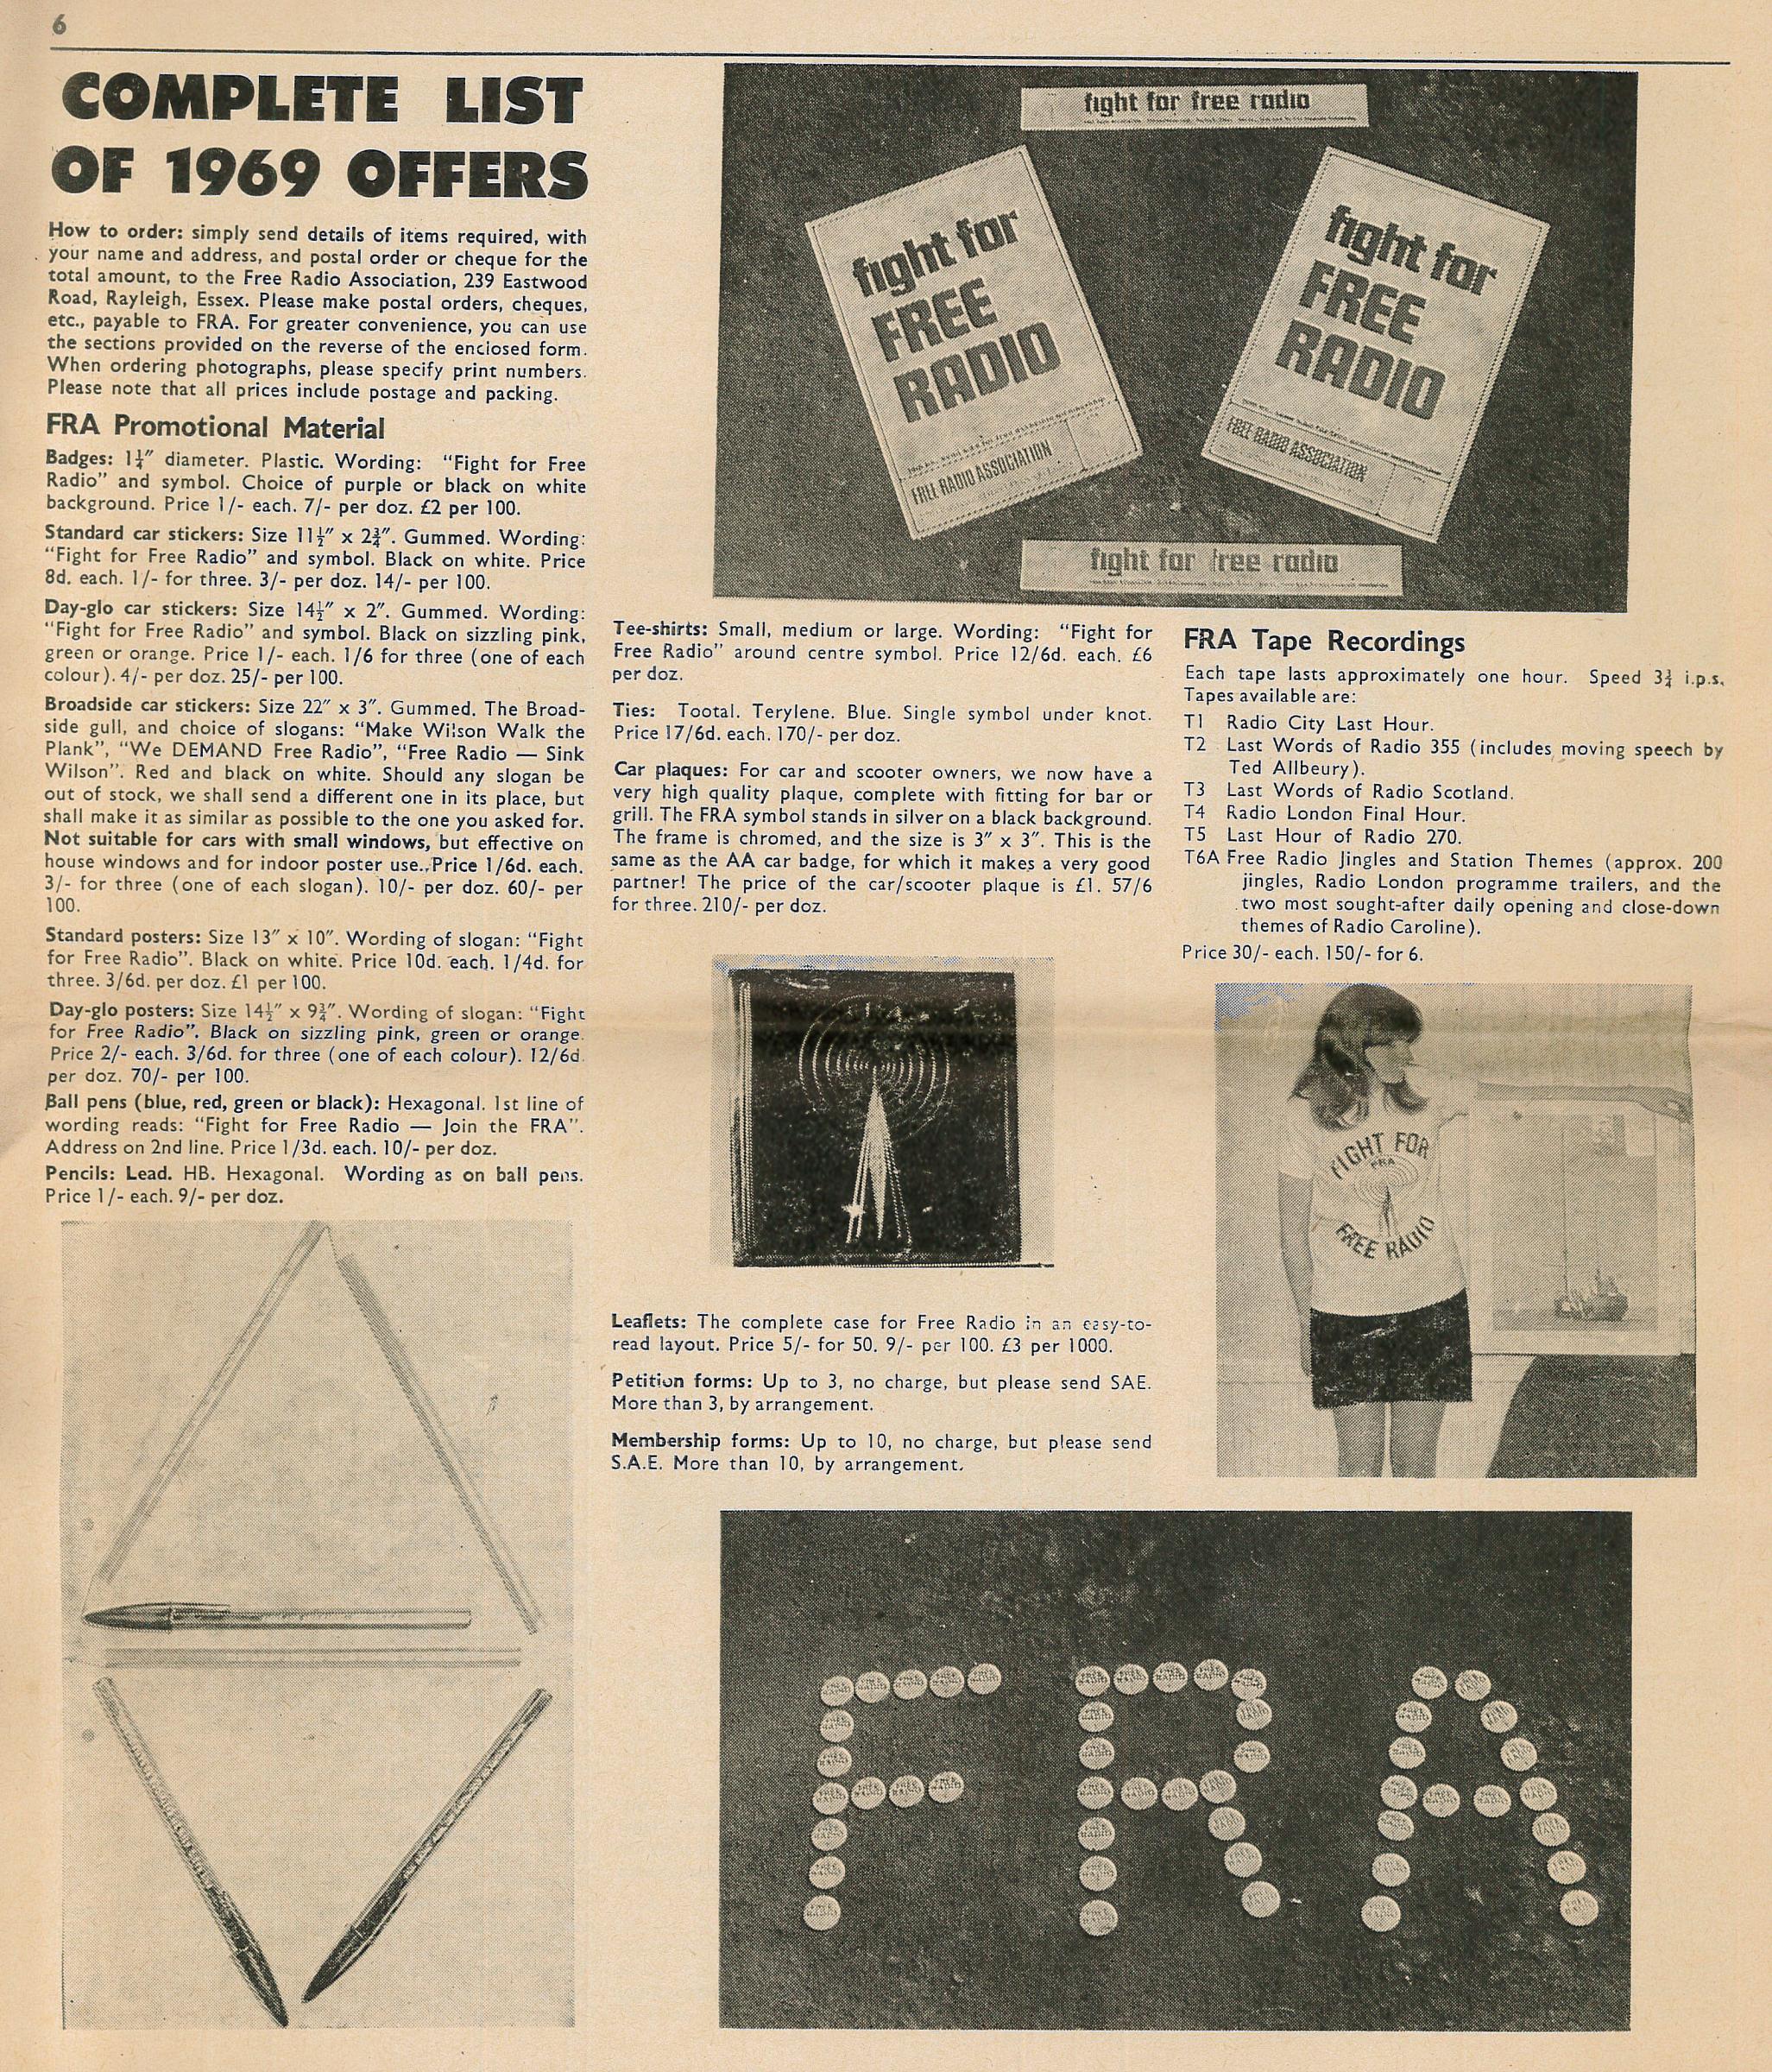 6
COMPLETE LIST
OF 1969 OFFERS
How to order: simply send details of items required, with
your name and address, and postal order or cheque for the
total amount, to the Free Radio Association, 239 Eastwood
Road, Rayleigh, Essex. Please make postal orders, cheques,
etc., payable to FRA. For greater convenience, you can use
the sections provided on the reverse of the enclosed form.
When ordering photographs, please specify print numbers.
Please note that all prices include postage and packing.
FRA Promotional Material
Badges: 1¼″ diameter. Plastic. Wording: “Fight for Free
Radio” and symbol. Choice of purple or black on white
background. Price 1/- each. 7/- per doz. £2 per 100.
Standard car stickers: Size 11½″ x 2¾″. Gummed. Wording:
“Fight for Free Radio” and symbol. Black on white. Price
8d. each. 1/- for three. 3/- per doz. 14/- per 100.
Day-glo car stickers: Size 14½″ x 2″. Gummed. Wording:
“Fight for Free Radio” and symbol. Black on sizzling pink,
green or orange. Price 1/- each. 1/6 for three (one of each
colour). 4/- per doz. 25/- per 100.
Broadside car stickers: Size 22″ x 3″. Gummed. The Broad-
side gull, and choice of slogans: “Make Wilson Walk the
Plank”, “We DEMAND Free Radio”, “Free Radio — Sink
Wilson”. Red and black on white. Should any slogan be
out of stock, we shall send a different one in its place, but
shall make it as similar as possible to the one you asked for.
Not suitable for cars with small windows, but effective on
house windows and for indoor poster use. Price 1/6d. each.
3/- for three (one of each slogan). 10/- per doz. 60/- per
100.
Standard posters: Size 13″ x 10″. Wording of slogan: “Fight
for Free Radio”. Black on white. Price 10d. each. 1/4d. for
three. 3/6d. per doz. £1 per 100.
Day-glo posters: Size 14½″ x 9¾″. Wording of slogan: “Fight
for Free Radio”. Black on sizzling pink, green or orange.
Price 2/- each. 3/6d. for three (one of each colour). 12/6d.
per doz. 70/- per 100.
Ball pens (blue, red, green or black): Hexagonal. 1st line of
wording reads: “Fight for Free Radio — Join the FRA”.
Address on 2nd line. Price 1/3d. each. 10/- per doz.
Pencils: Lead. HB. Hexagonal. Wording as on ball pens.
Price 1/- each. 9/- per doz.
fight for free radio
fight for
FREE
RADIO
FREE RADIO ASSOCIATION
fight for
FREE
RADIO
FREE RADIO ASSOCIATION
fight for free radio
Tee-shirts: Small, medium or large. Wording: “Fight for
Free Radio” around centre symbol. Price 12/6d. each. £6
per doz.
Ties: Tootal. Terylene. Blue. Single symbol under knot.
Price 17/6d. each. 170/- per doz.
Car plaques: For car and scooter owners, we now have a
very high quality plaque, complete with fitting for bar or
grill. The FRA symbol stands in silver on a black background.
The frame is chromed, and the size is 3″ x 3″. This is the
same as the AA car badge, for which it makes a very good
partner! The price of the car/scooter plaque is £1. 57/6
for three. 210/- per doz.
Leaflets: The complete case for Free Radio in an easy-to-
read layout. Price 5/- for 50. 9/- per 100. £3 per 1000.
Petition forms: Up to 3, no charge, but please send SAE.
More than 3, by arrangement.
Membership forms: Up to 10, no charge, but please send
S.A.E. More than 10, by arrangement.
FRA Tape Recordings
Each tape lasts approximately one hour. Speed 3¾ i.p.s.
Tapes available are:
T1 Radio City Last Hour.
T2 Last Words of Radio 355 (includes moving speech by
Ted Allbeury).
T3 Last Words of Radio Scotland.
T4 Radio London Final Hour.
T5 Last Hour of Radio 270.
T6A Free Radio Jingles and Station Themes (approx. 200
jingles, Radio London programme trailers, and the
two most sought-after daily opening and close-down
themes of Radio Caroline).
Price 30/- each. 150/- for 6.
FIGHT FOR
FRA
FREE RADIO
FRA